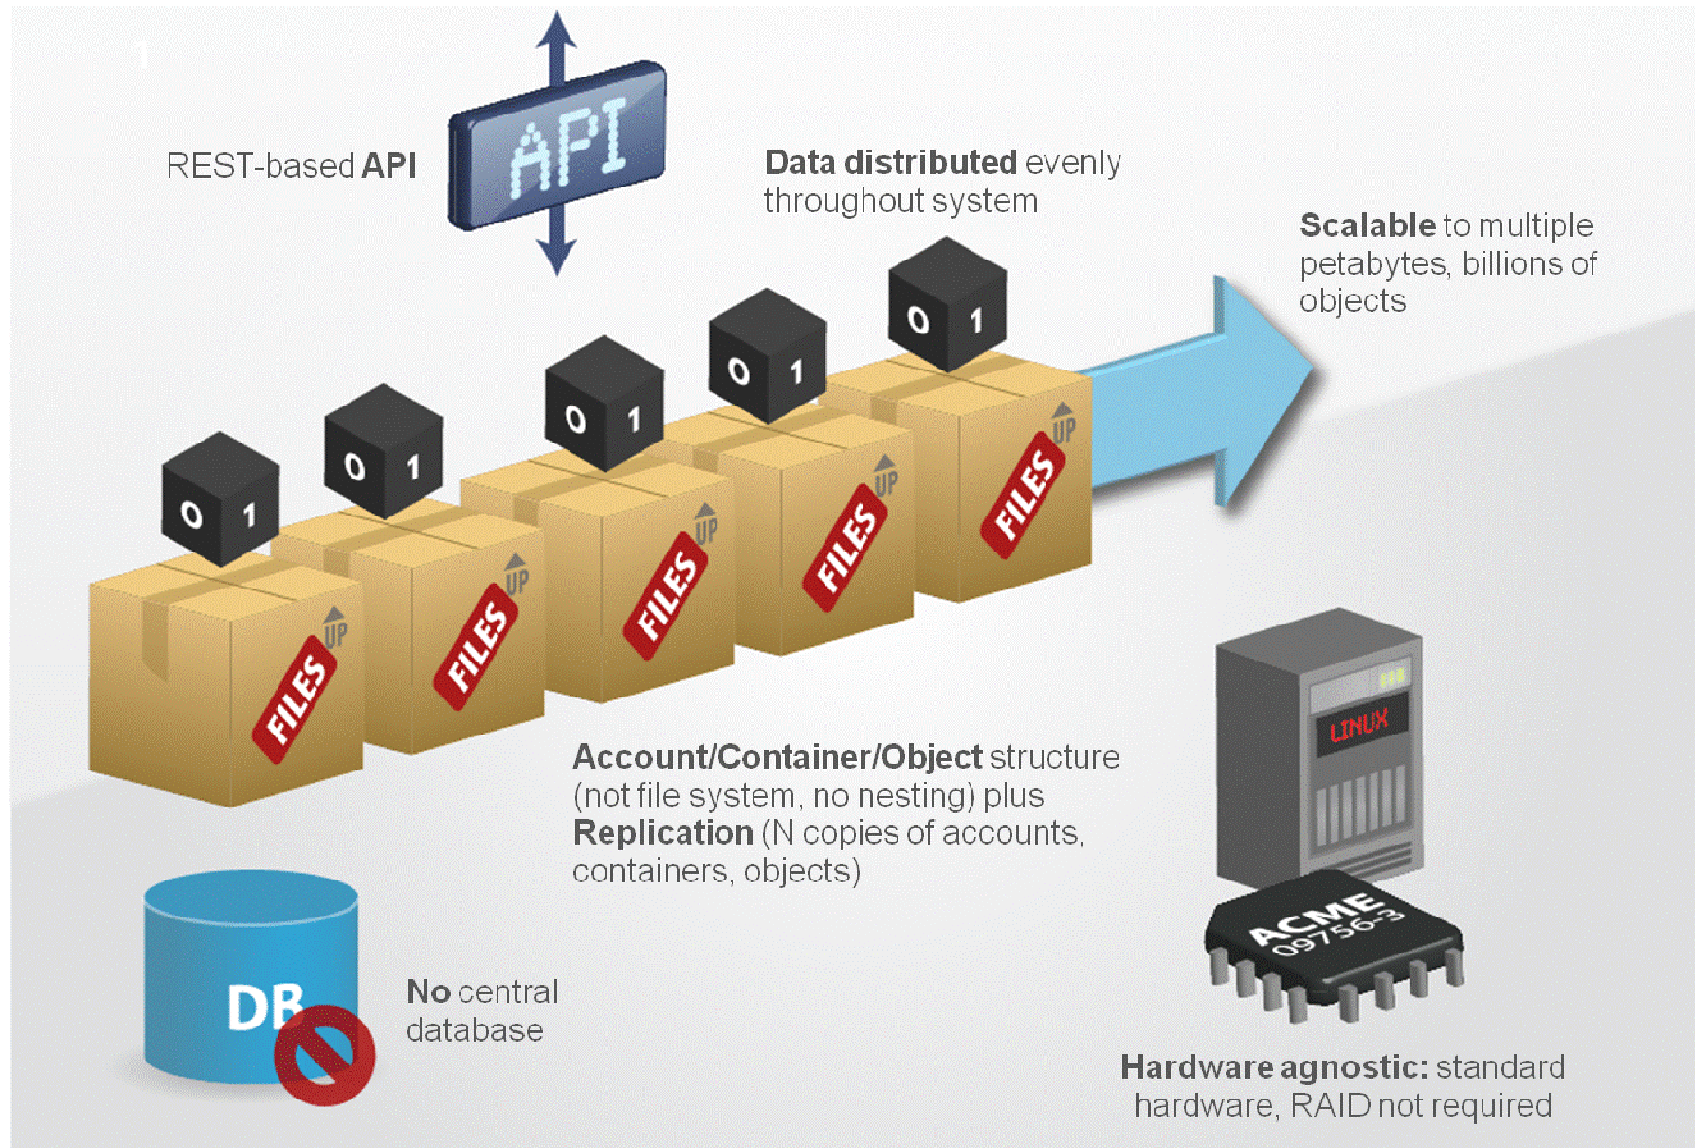 1
API
REST-based API
Data distributed evenly
throughout system
Scalable to multiple
petabytes, billions of
objects
0 1
0 1
0 1
0 1
0 1
UP
FILES
UP
FILES
UP
FILES
UP
FILES
UP
FILES
LINUX
Account/Container/Object structure
(not file system, no nesting) plus
Replication (N copies of accounts,
containers, objects)
ACME
09756-3
DB
No central
database
Hardware agnostic: standard
hardware, RAID not required